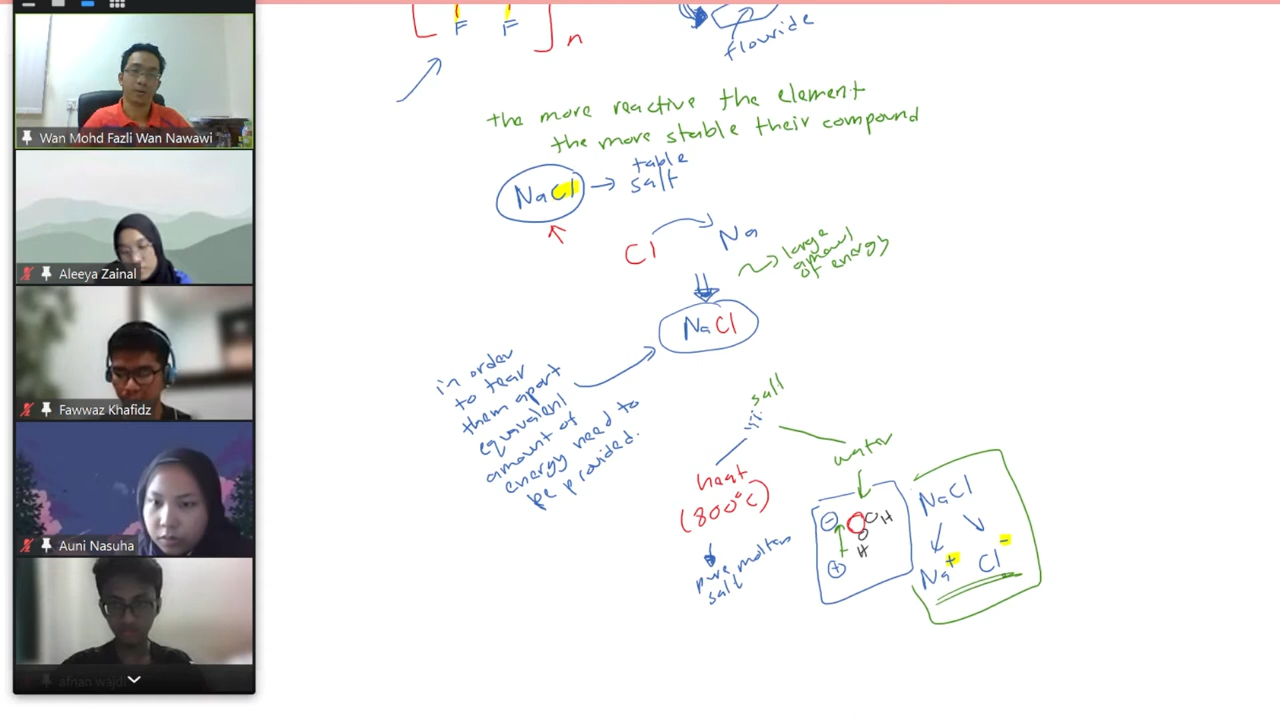 F F n
flouride
the more reactive the element
the more stable their compound
NaCl → table
salt
Cl Na
large
amount
of energy
NaCl
in order
to tear
them apart
equivalent
amount of
energy need to
be provided.
salt
heat
(800°C)
pure molten
salt
water
− O H
H
+
NaCl
Na+ Cl−
Wan Mohd Fazli Wan Nawawi
Aleeya Zainal
Fawwaz Khafidz
Auni Nasuha
afnan wajdi